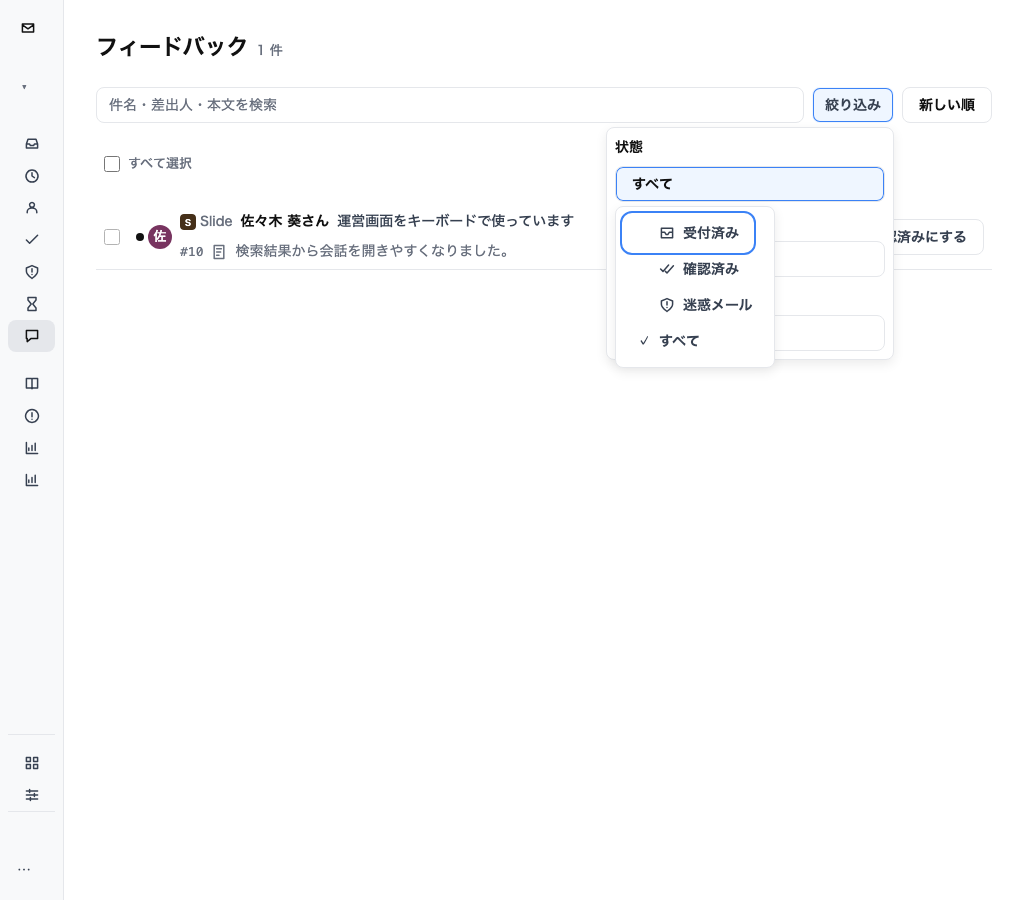 フィードバック 1 件
件名・差出人・本文を検索
絞り込み
新しい順
状態
すべて
すべて選択
受付済み
確認済み
迷惑メール
✓ すべて
佐
S Slide 佐々木 葵さん 運営画面をキーボードで使っています
#10 検索結果から会話を開きやすくなりました。
済みにする